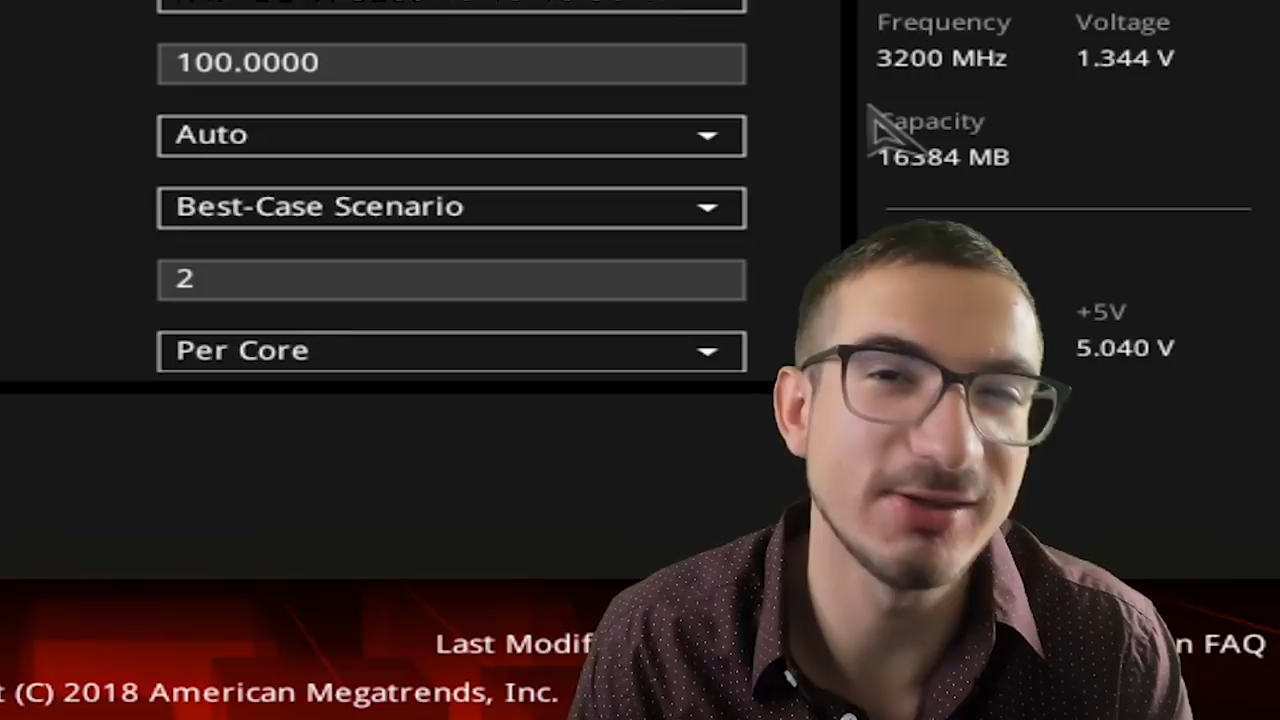 100.0000
Auto
Best-Case Scenario
2
Per Core
Frequency Voltage
3200 MHz 1.344 V
Capacity
16384 MB
+5V
5.040 V
Last
n FAQ
(C) 2018 American Megatrends, Inc.